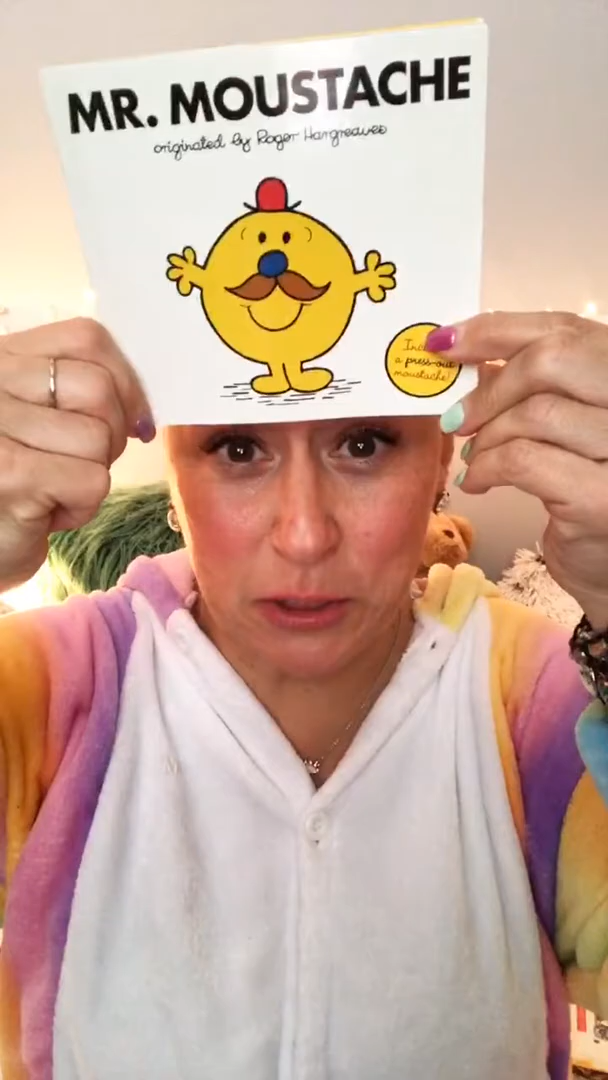 MR. MOUSTACHE
originated by Roger Hargreaves
a press-out
moustache!